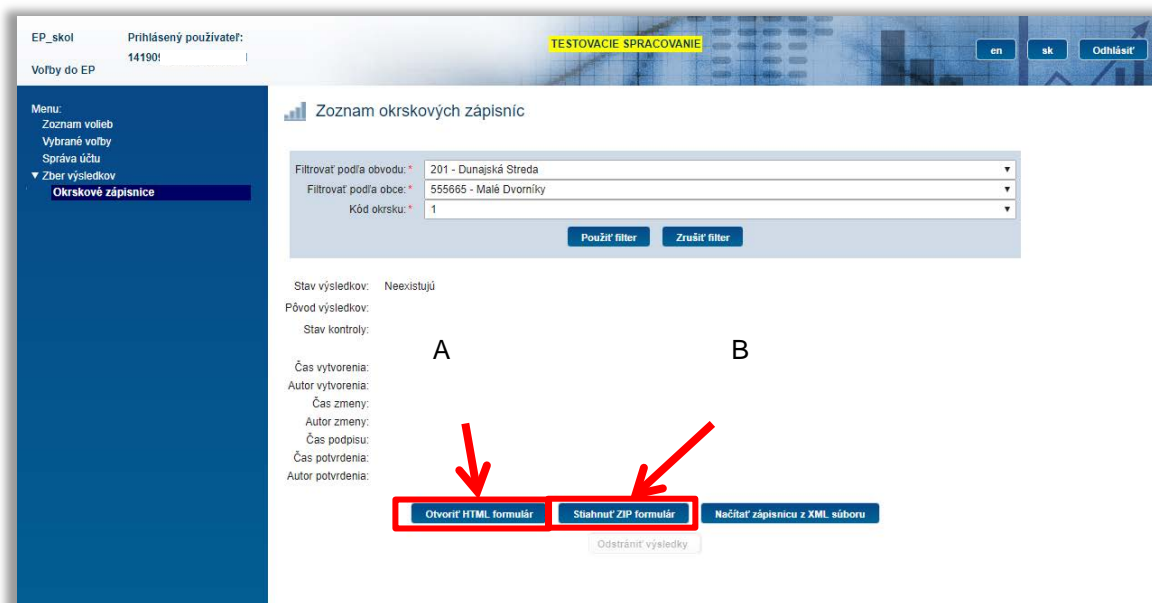 EP_skol Prihlásený používateľ:
14190
Voľby do EP
TESTOVACIE SPRACOVANIE
en sk Odhlásiť
Menu:
Zoznam volieb
Vybrané voľby
Správa účtu
▼ Zber výsledkov
Okrskové zápisnice
Zoznam okrskových zápisníc
Filtrovať podľa obvodu: * 201 - Dunajská Streda
Filtrovať podľa obce: * 555665 - Malé Dvorníky
Kód okrsku: * 1
Použiť filter Zrušiť filter
Stav výsledkov: Neexistujú
Pôvod výsledkov:
Stav kontroly:
A B
Čas vytvorenia:
Autor vytvorenia:
Čas zmeny:
Autor zmeny:
Čas podpisu:
Čas potvrdenia:
Autor potvrdenia:
Otvoriť HTML formulár Stiahnuť ZIP formulár Načítať zápisnicu z XML súboru
Odstrániť výsledky